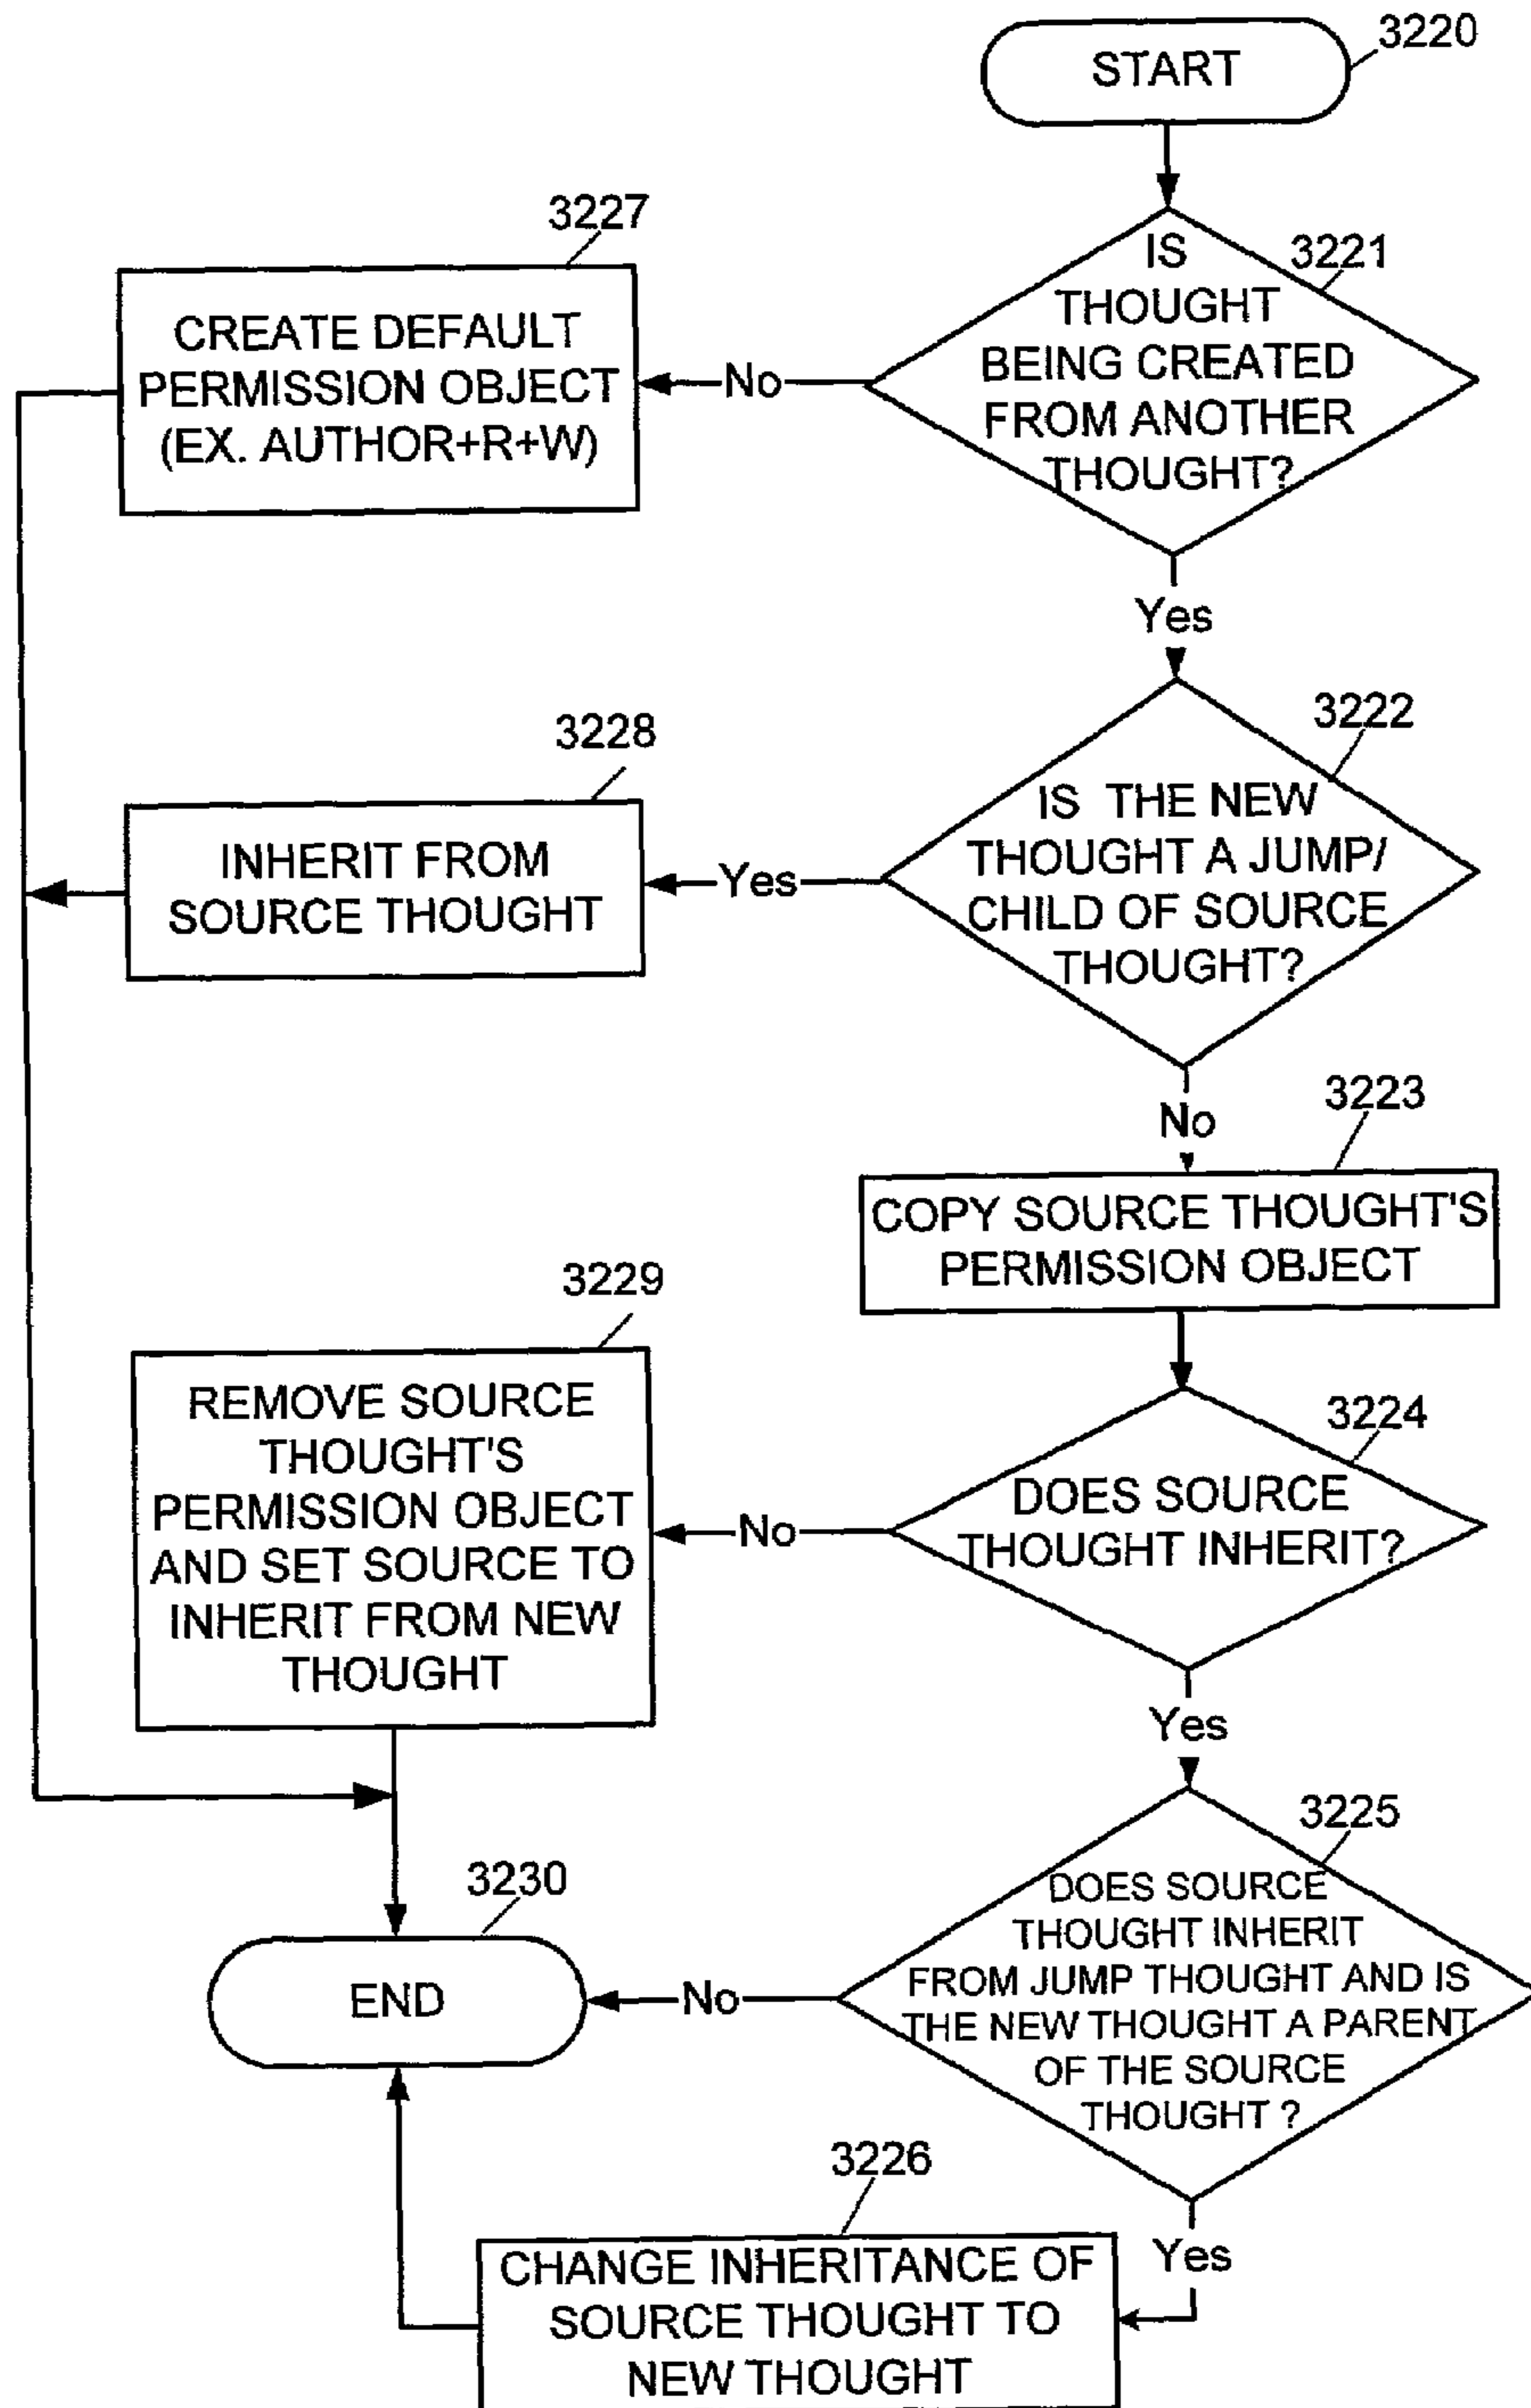 START
3220
3227
CREATE DEFAULT
PERMISSION OBJECT
(EX. AUTHOR+R+W)
No
3221
IS
THOUGHT
BEING CREATED
FROM ANOTHER
THOUGHT?
Yes
3228
INHERIT FROM
SOURCE THOUGHT
Yes
3222
IS THE NEW
THOUGHT A JUMP/
CHILD OF SOURCE
THOUGHT?
No
3223
COPY SOURCE THOUGHT'S
PERMISSION OBJECT
3229
REMOVE SOURCE
THOUGHT'S
PERMISSION OBJECT
AND SET SOURCE TO
INHERIT FROM NEW
THOUGHT
No
3224
DOES SOURCE
THOUGHT INHERIT?
Yes
3230
END
No
3225
DOES SOURCE
THOUGHT INHERIT
FROM JUMP THOUGHT AND IS
THE NEW THOUGHT A PARENT
OF THE SOURCE
THOUGHT ?
Yes
3226
CHANGE INHERITANCE OF
SOURCE THOUGHT TO
NEW THOUGHT